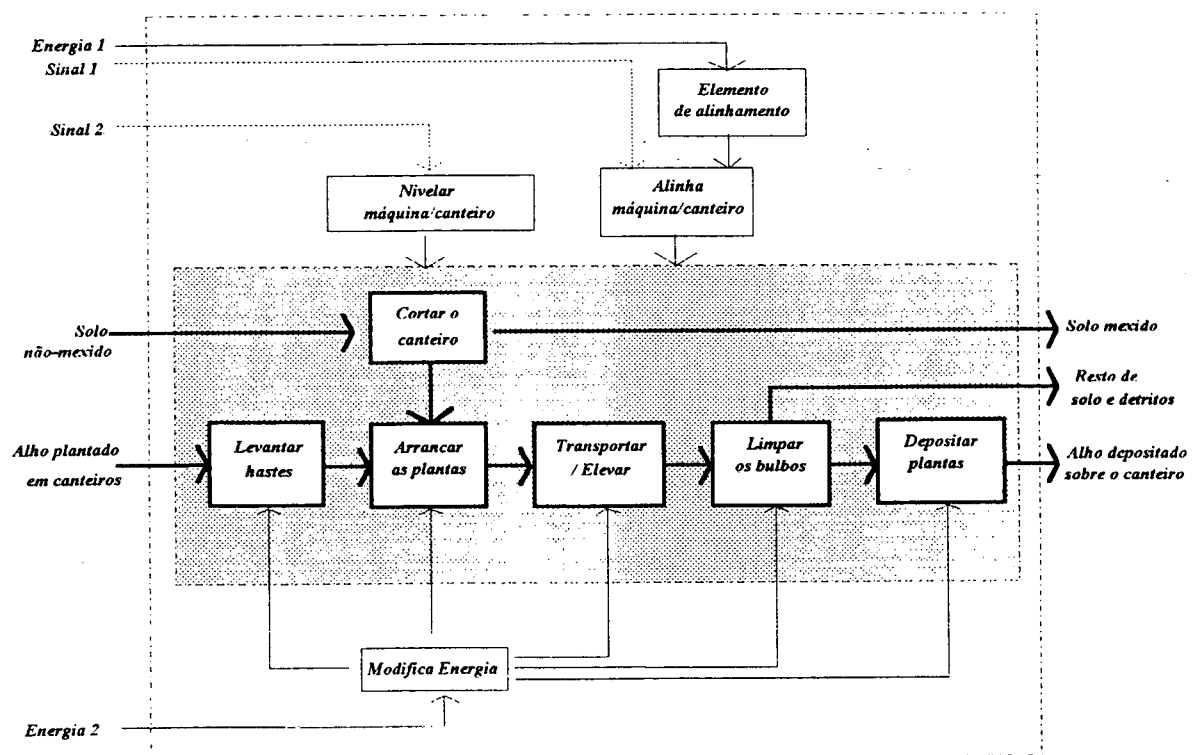 Energia 1
Sinal 1
Elemento
de alinhamento
Sinal 2
Nivelar
máquina/canteiro
Alinha
máquina/canteiro
Solo
não-mexido
Cortar o
canteiro
Solo mexido
Resto de
solo e detritos
Alho plantado
em canteiros
Levantar
hastes
Arrancar
as plantas
Transportar
/ Elevar
Limpar
os bulbos
Depositar
plantas
Alho depositado
sobre o canteiro
Modifica Energia
Energia 2